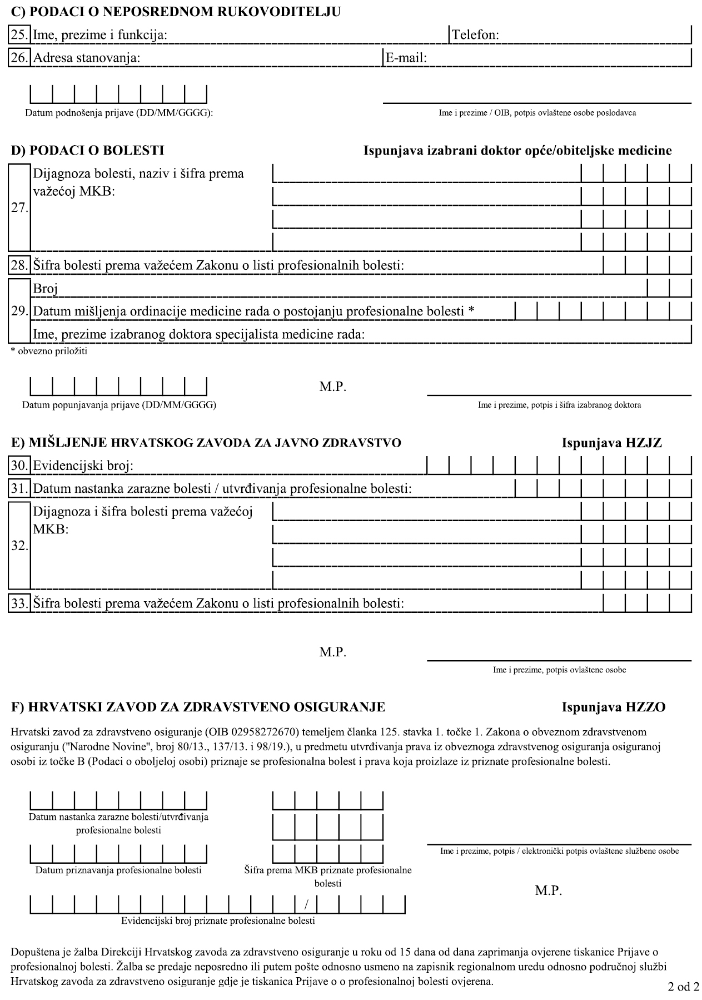 C) PODACI O NEPOSREDNOM RUKOVODITELJU
25. Ime, prezime i funkcija: Telefon:
26. Adresa stanovanja: E-mail:
Datum podnošenja prijave (DD/MM/GGGG): Ime i prezime / OIB, potpis ovlaštene osobe poslodavca
D) PODACI O BOLESTI Ispunjava izabrani doktor opće/obiteljske medicine
Dijagnoza bolesti, naziv i šifra prema
važećoj MKB:
27.
28. Šifra bolesti prema važećem Zakonu o listi profesionalnih bolesti:
Broj
29. Datum mišljenja ordinacije medicine rada o postojanju profesionalne bolesti *
Ime, prezime izabranog doktora specijalista medicine rada:
* obvezno priložiti
M.P.
Datum popunjavanja prijave (DD/MM/GGGG) Ime i prezime, potpis i šifra izabranog doktora
E) MIŠLJENJE HRVATSKOG ZAVODA ZA JAVNO ZDRAVSTVO Ispunjava HZJZ
30. Evidencijski broj:
31. Datum nastanka zarazne bolesti / utvrđivanja profesionalne bolesti:
Dijagnoza i šifra bolesti prema važećoj
MKB:
32.
33. Šifra bolesti prema važećem Zakonu o listi profesionalnih bolesti:
M.P.
Ime i prezime, potpis ovlaštene osobe
F) HRVATSKI ZAVOD ZA ZDRAVSTVENO OSIGURANJE Ispunjava HZZO
Hrvatski zavod za zdravstveno osiguranje (OIB 02958272670) temeljem članka 125. stavka 1. točke 1. Zakona o obveznom zdravstvenom
osiguranju ("Narodne Novine", broj 80/13., 137/13. i 98/19.), u predmetu utvrđivanja prava iz obveznoga zdravstvenog osiguranja osiguranoj
osobi iz točke B (Podaci o oboljeloj osobi) priznaje se profesionalna bolest i prava koja proizlaze iz priznate profesionalne bolesti.
Datum nastanka zarazne bolesti/utvrđivanja
profesionalne bolesti
Ime i prezime, potpis / elektronički potpis ovlaštene službene osobe
Datum priznavanja profesionalne bolesti Šifra prema MKB priznate profesionalne
bolesti
M.P.
/
Evidencijski broj priznate profesionalne bolesti
Dopuštena je žalba Direkciji Hrvatskog zavoda za zdravstveno osiguranje u roku od 15 dana od dana zaprimanja ovjerene tiskanice Prijave o
profesionalnoj bolesti. Žalba se predaje neposredno ili putem pošte odnosno usmeno na zapisnik regionalnom uredu odnosno područnoj službi
Hrvatskog zavoda za zdravstveno osiguranje gdje je tiskanica Prijave o o profesionalnoj bolesti ovjerena.
2 od 2